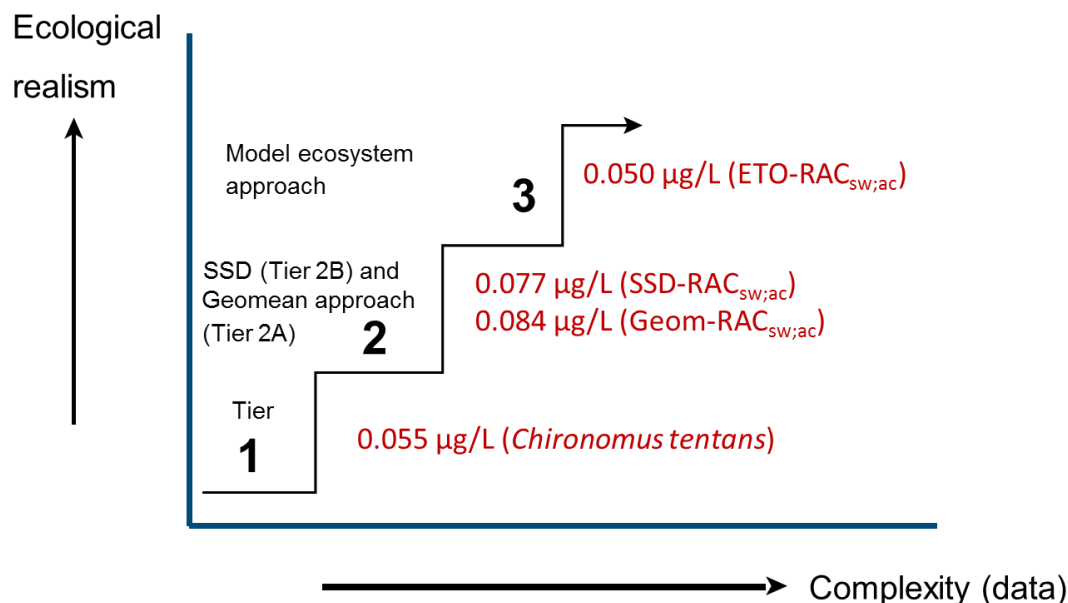 Ecological
realism
Model ecosystem
approach
3
0.050 µg/L (ETO-RACsw;ac)
SSD (Tier 2B) and
Geomean approach
(Tier 2A)
2
0.077 µg/L (SSD-RACsw;ac)
0.084 µg/L (Geom-RACsw;ac)
Tier
1
0.055 µg/L (Chironomus tentans)
Complexity (data)